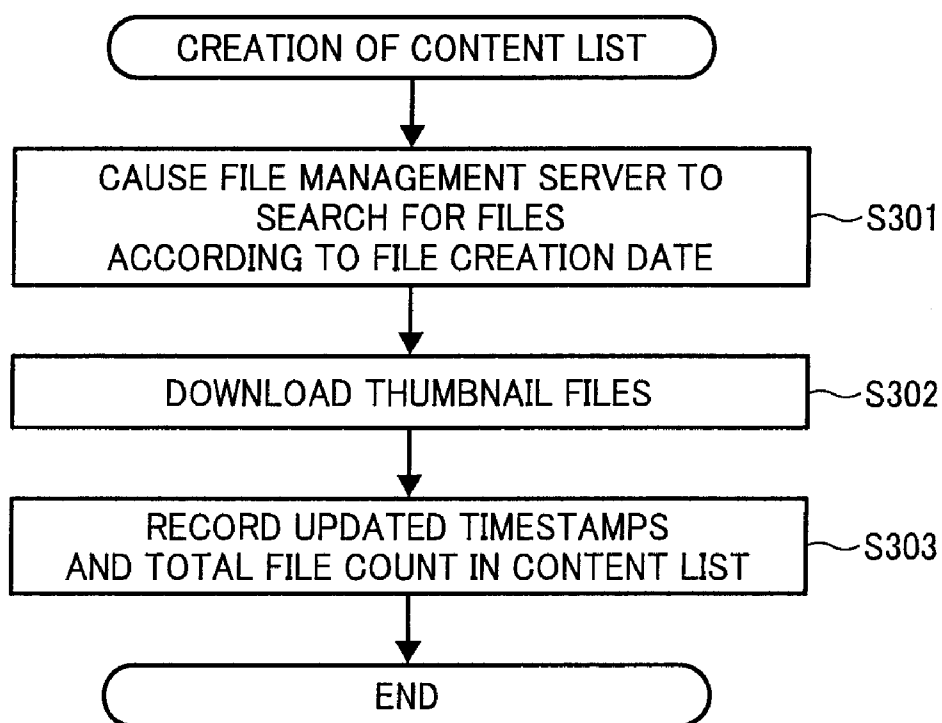 CREATION OF CONTENT LIST
CAUSE FILE MANAGEMENT SERVER TO
SEARCH FOR FILES
ACCORDING TO FILE CREATION DATE
S301
DOWNLOAD THUMBNAIL FILES
S302
RECORD UPDATED TIMESTAMPS
AND TOTAL FILE COUNT IN CONTENT LIST
S303
END